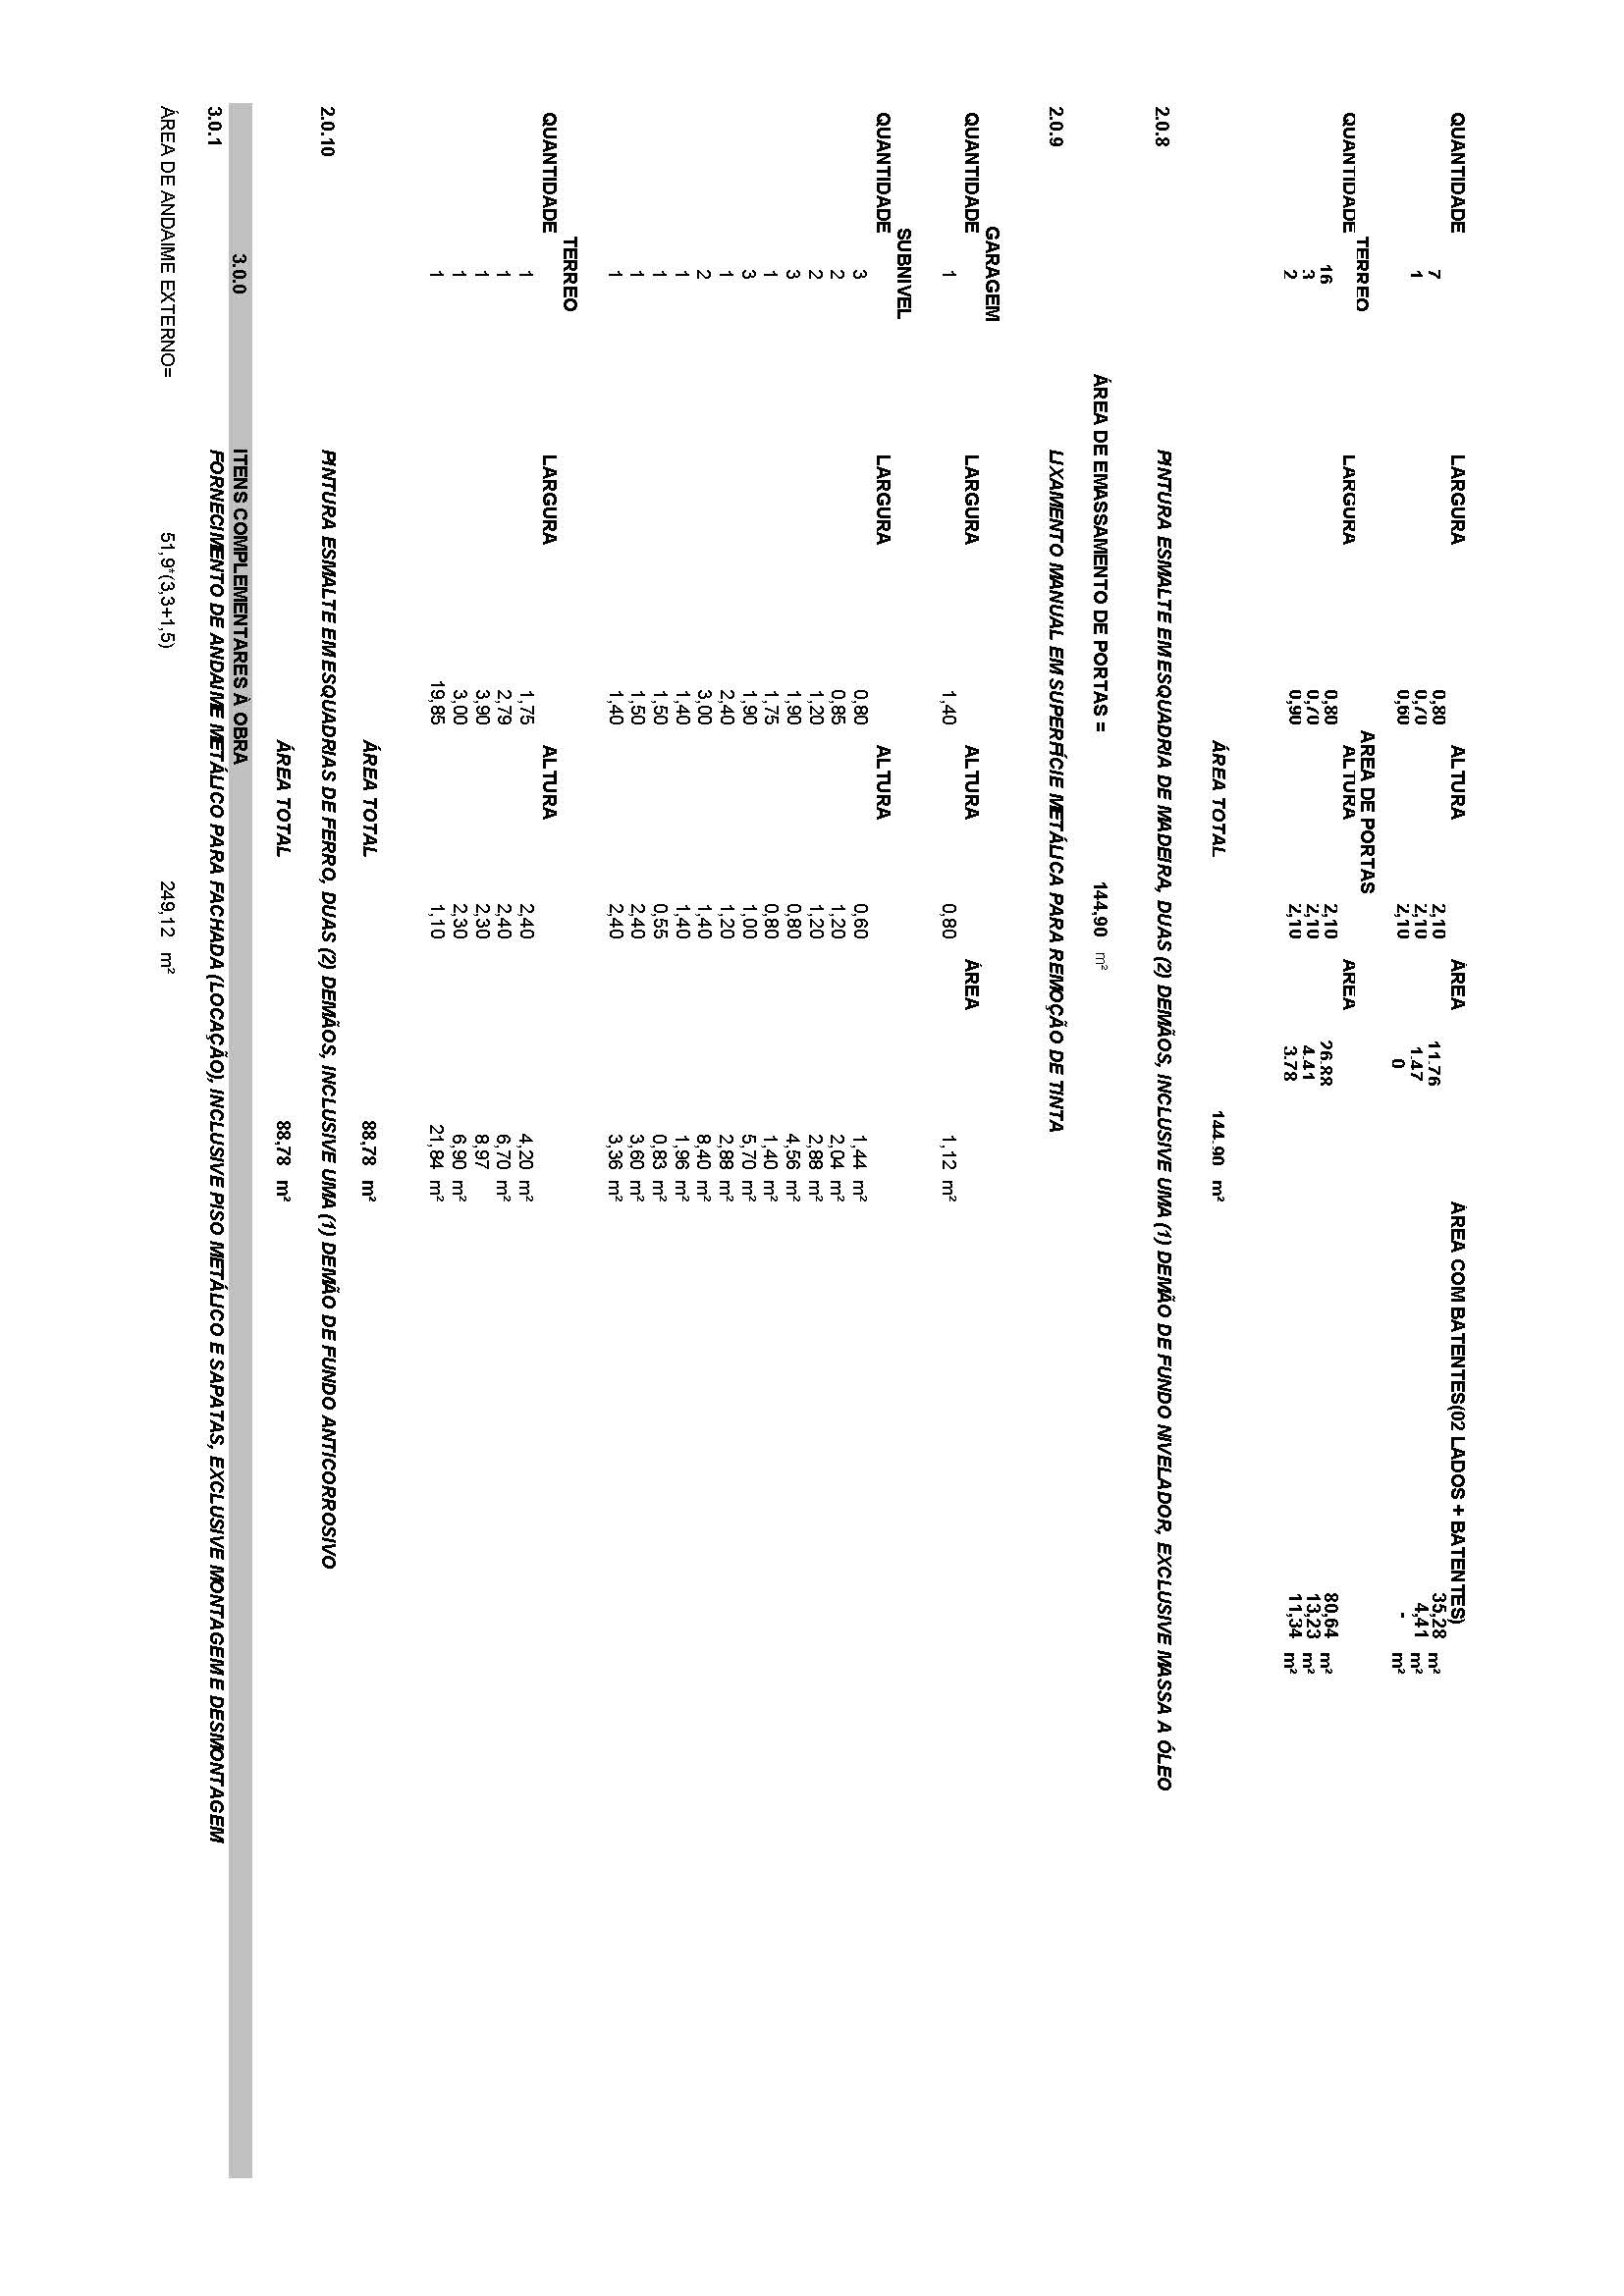 QUANTIDADE LARGURA ALTURA ÁREA ÁREA COM BATENTES(02 LADOS + BATENTES)
7 0,80 2,10 11,76 35,28 m²
1 0,70 2,10 1,47 4,41 m²
0,60 2,10 0 - m²
TERREO ÁREA DE PORTAS
QUANTIDADE LARGURA ALTURA ÁREA
16 0,80 2,10 26,88 80,64 m²
3 0,70 2,10 4,41 13,23 m²
2 0,90 2,10 3,78 11,34 m²
ÁREA TOTAL 144,90 m²
2.0.8 PINTURA ESMALTE EM ESQUADRIA DE MADEIRA, DUAS (2) DEMÃOS, INCLUSIVE UMA (1) DEMÃO DE FUNDO NIVELADOR, EXCLUSIVE MASSA A ÓLEO
ÁREA DE EMASSAMENTO DE PORTAS = 144,90 m²
2.0.9 LIXAMENTO MANUAL EM SUPERFÍCIE METÁLICA PARA REMOÇÃO DE TINTA
GARAGEM
QUANTIDADE LARGURA ALTURA ÁREA
1 1,40 0,80 1,12 m²
SUBNIVEL
QUANTIDADE LARGURA ALTURA
3 0,80 0,60 1,44 m²
2 0,85 1,20 2,04 m²
2 1,20 1,20 2,88 m²
3 1,90 0,80 4,56 m²
1 1,75 0,80 1,40 m²
3 1,90 1,00 5,70 m²
1 2,40 1,20 2,88 m²
2 3,00 1,40 8,40 m²
1 1,40 1,40 1,96 m²
1 1,50 0,55 0,83 m²
1 1,50 2,40 3,60 m²
1 1,40 2,40 3,36 m²
TERREO
QUANTIDADE LARGURA ALTURA
1 1,75 2,40 4,20 m²
1 2,79 2,40 6,70 m²
1 3,90 2,30 8,97
1 3,00 2,30 6,90 m²
1 19,85 1,10 21,84 m²
ÁREA TOTAL 88,78 m²
2.0.10 PINTURA ESMALTE EM ESQUADRIAS DE FERRO, DUAS (2) DEMÃOS, INCLUSIVE UMA (1) DEMÃO DE FUNDO ANTICORROSIVO
ÁREA TOTAL 88,78 m²
3.0.0 ITENS COMPLEMENTARES À OBRA
3.0.1 FORNECIMENTO DE ANDAIME METÁLICO PARA FACHADA (LOCAÇÃO), INCLUSIVE PISO METÁLICO E SAPATAS, EXCLUSIVE MONTAGEM E DESMONTAGEM
ÁREA DE ANDAIME EXTERNO= 51,9*(3,3+1,5) 249,12 m²